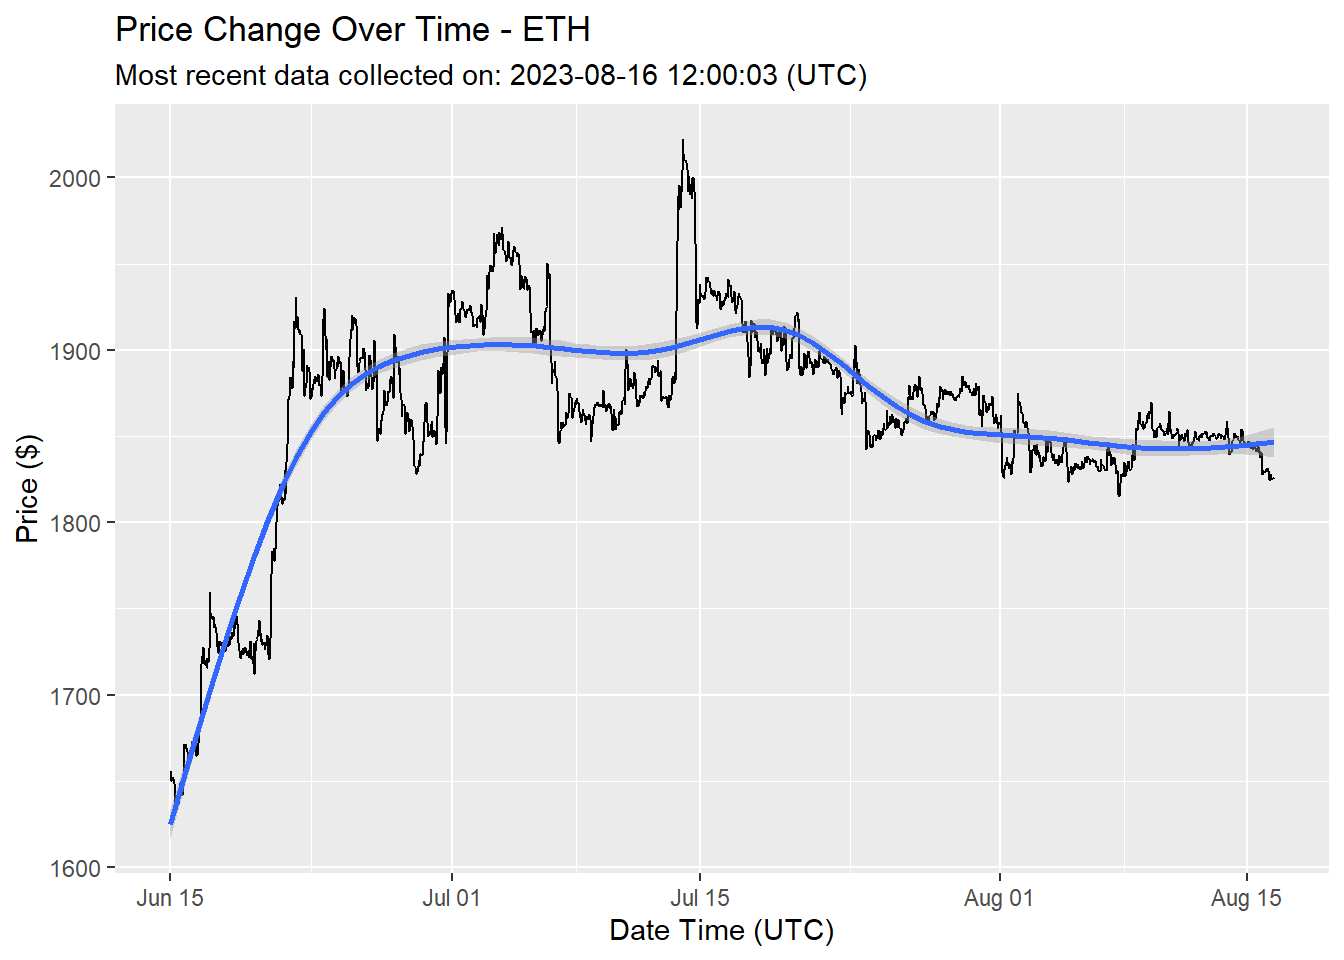 Price Change Over Time - ETH
Most recent data collected on: 2023-08-16 12:00:03 (UTC)
Price ($)
2000
1900
1800
1700
1600
Jun 15 Jul 01 Jul 15 Aug 01 Aug 15
Date Time (UTC)